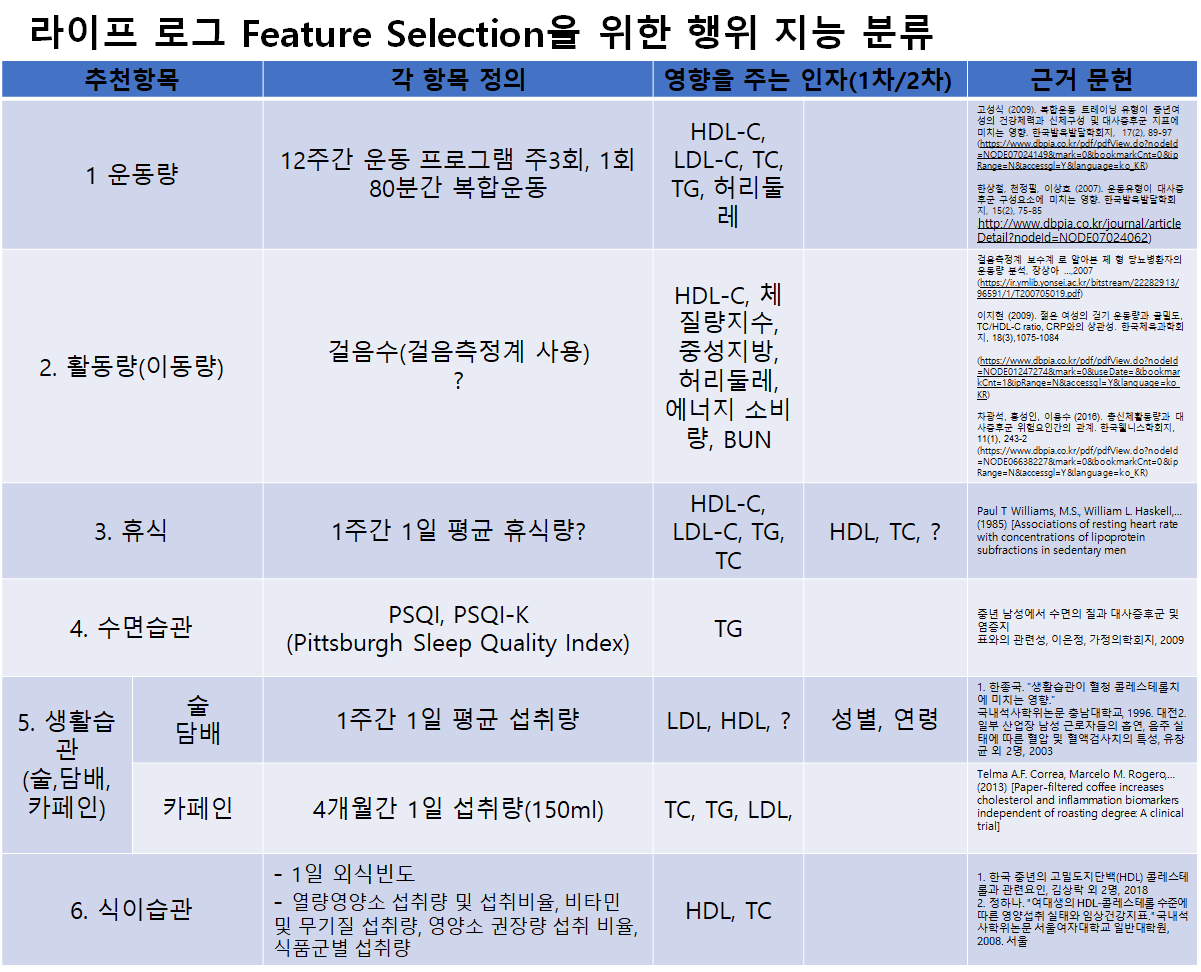 라이프 로그 Feature Selection을 위한 행위 지능 분류
추천항목
각 항목 정의
영향을 주는 인자(1차/2차)
근거 문헌
1 운동량
12주간 운동 프로그램 주3회, 1회
80분간 복합운동
HDL-C,
LDL-C, TC,
TG, 허리둘
레
고성식 (2009). 복합운동 트레이닝 유형이 중년여
성의 건강체력과 신체구성 및 대사증후군 지표에
미치는 영향. 한국발육발달학회지, 17(2), 89-97
(https://www.dbpia.co.kr/pdf/pdfView.do?nodeId
=NODE07024149&mark=0&bookmarkCnt=0&ip
Range=N&accessgl=Y&language=ko_KR)
한상철, 천정필, 이상호 (2007). 운동유형이 대사증
후군 구성요소에 미치는 영향. 한국발육발달학회
지, 15(2), 75-85
http://www.dbpia.co.kr/journal/article
Detail?nodeId=NODE07024062)
2. 활동량(이동량)
걸음수(걸음측정계 사용)
?
HDL-C, 체
질량지수,
중성지방,
허리둘레,
에너지 소비
량, BUN
걸음측정계 보수계 로 알아본 제 형 당뇨병환자의
운동량 분석, 장상아 ...,2007
(https://ir.ymlib.yonsei.ac.kr/bitstream/22282913/
96591/1/T200705019.pdf)
이지현 (2009). 젊은 여성의 걷기 운동량과 골밀도,
TC/HDL-C ratio, CRP와의 상관성. 한국체육과학회
지, 18(3),1075-1084
(https://www.dbpia.co.kr/pdf/pdfView.do?nodeId
=NODE01247274&mark=0&useDate=&bookmar
kCnt=1&ipRange=N&accessgl=Y&language=ko_
KR)
차광석, 홍성인, 이용수 (2016). 총신체활동량과 대
사증후군 위험요인간의 관계. 한국웰니스학회지,
11(1), 243-2
(https://www.dbpia.co.kr/pdf/pdfView.do?nodeId
=NODE06638227&mark=0&bookmarkCnt=0&ip
Range=N&accessgl=Y&language=ko_KR)
3. 휴식
1주간 1일 평균 휴식량?
HDL-C,
LDL-C, TG,
TC
HDL, TC, ?
Paul T Williams, M.S., William L. Haskell,...
(1985) [Associations of resting heart rate
with concentrations of lipoprotein
subfractions in sedentary men
4. 수면습관
PSQI, PSQI-K
(Pittsburgh Sleep Quality Index)
TG
중년 남성에서 수면의 질과 대사증후군 및
염증지
표와의 관련성, 이은정, 가정의학회지, 2009
5. 생활습
관
(술,담배,
카페인)
술
담배
1주간 1일 평균 섭취량
LDL, HDL, ?
성별, 연령
1. 한종국. "생활습관이 혈청 콜레스테롤치
에 미치는 영향."
국내석사학위논문 충남대학교, 1996. 대전2.
일부 산업장 남성 근로자들의 흡연, 음주 실
태에 따른 혈압 및 혈액검사치의 특성, 유창
균 외 2명, 2003
카페인
4개월간 1일 섭취량(150ml)
TC, TG, LDL,
Telma A.F. Correa, Marcelo M. Rogero,...
(2013) [Paper-filtered coffee increases
cholesterol and inflammation biomarkers
independent of roasting degree: A clinical
trial]
6. 식이습관
- 1일 외식빈도
- 열량영양소 섭취량 및 섭취비율, 비타민
및 무기질 섭취량, 영양소 권장량 섭취 비율,
식품군별 섭취량
HDL, TC
1. 한국 중년의 고밀도지단백(HDL) 콜레스테
롤과 관련요인, 김상락 외 2명, 2018
2. 정하나. "여대생의 HDL-콜레스테롤 수준에
따른 영양섭취 실태와 임상건강지표." 국내석
사학위논문 서울여자대학교 일반대학원,
2008. 서울